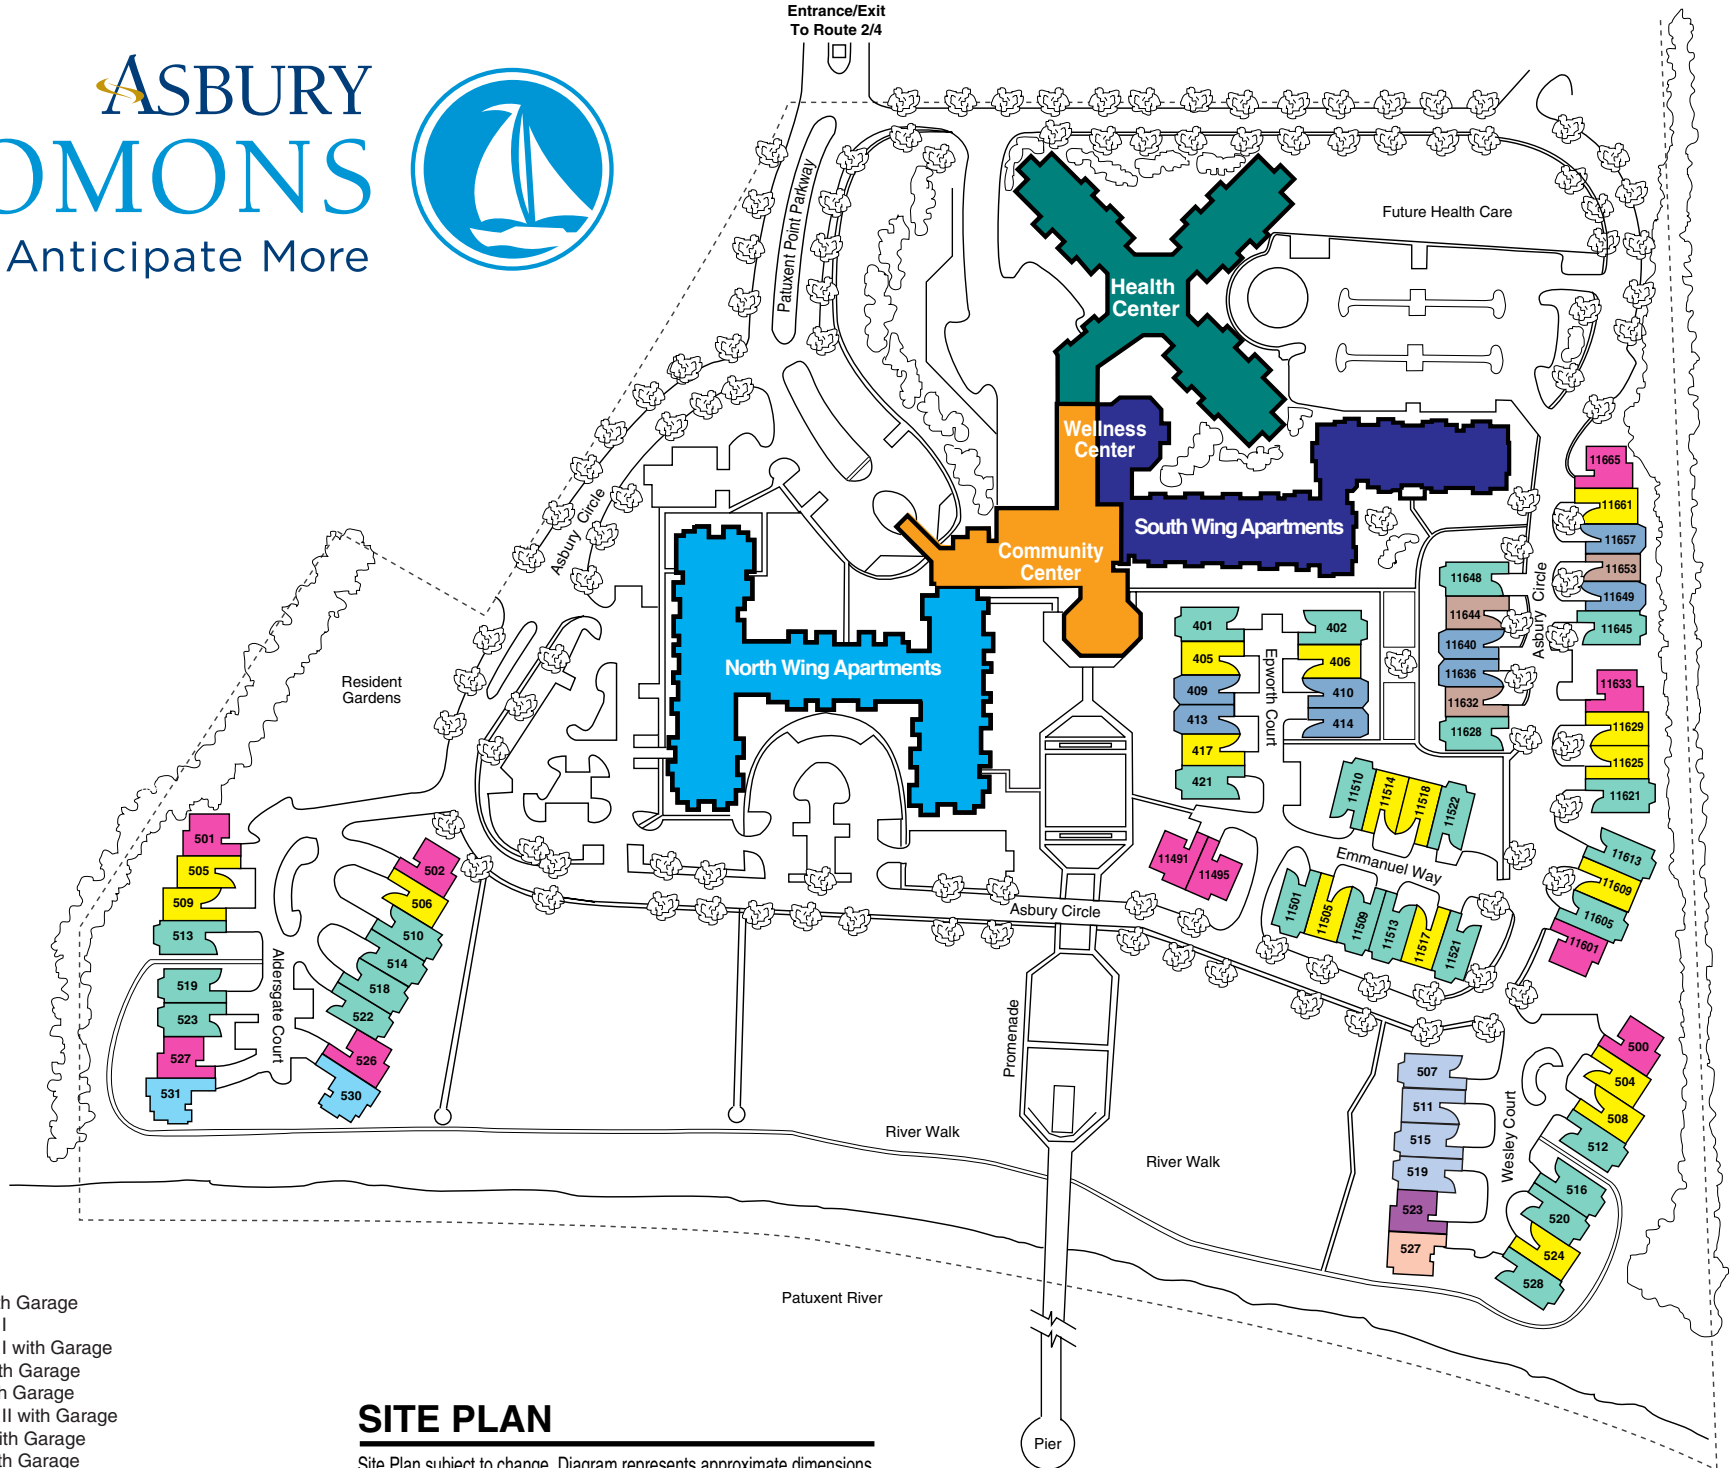 Entrance/Exit
To Route 2/4
ASBURY
OMONS
Anticipate More
Patuxent Point Parkway
Future Health Care
Health
Center
Wellness
Center
South Wing Apartments
Community
Center
North Wing Apartments
Asbury Circle
Resident
Gardens
Asbury Circle
11665
11661
11657
11653
11649
11645
11648
11644
11640
11636
11632
11628
11633
11629
11625
11621
401
405
409
413
417
421
Epworth Court
402
406
410
414
11510
11514
11518
11522
Emmanuel Way
11491
11495
11501
11505
11509
11513
11517
11521
11613
11609
11605
11601
Asbury Circle
501
505
509
513
519
523
527
531
Aldersgate Court
502
506
510
514
518
522
526
530
Promenade
River Walk
River Walk
507
511
515
519
523
527
Wesley Court
500
504
508
512
516
520
524
528
Patuxent River
Pier
th Garage
I
I with Garage
th Garage
h Garage
II with Garage
ith Garage
th Garage
SITE PLAN
Site Plan subject to change. Diagram represents approximate dimensions